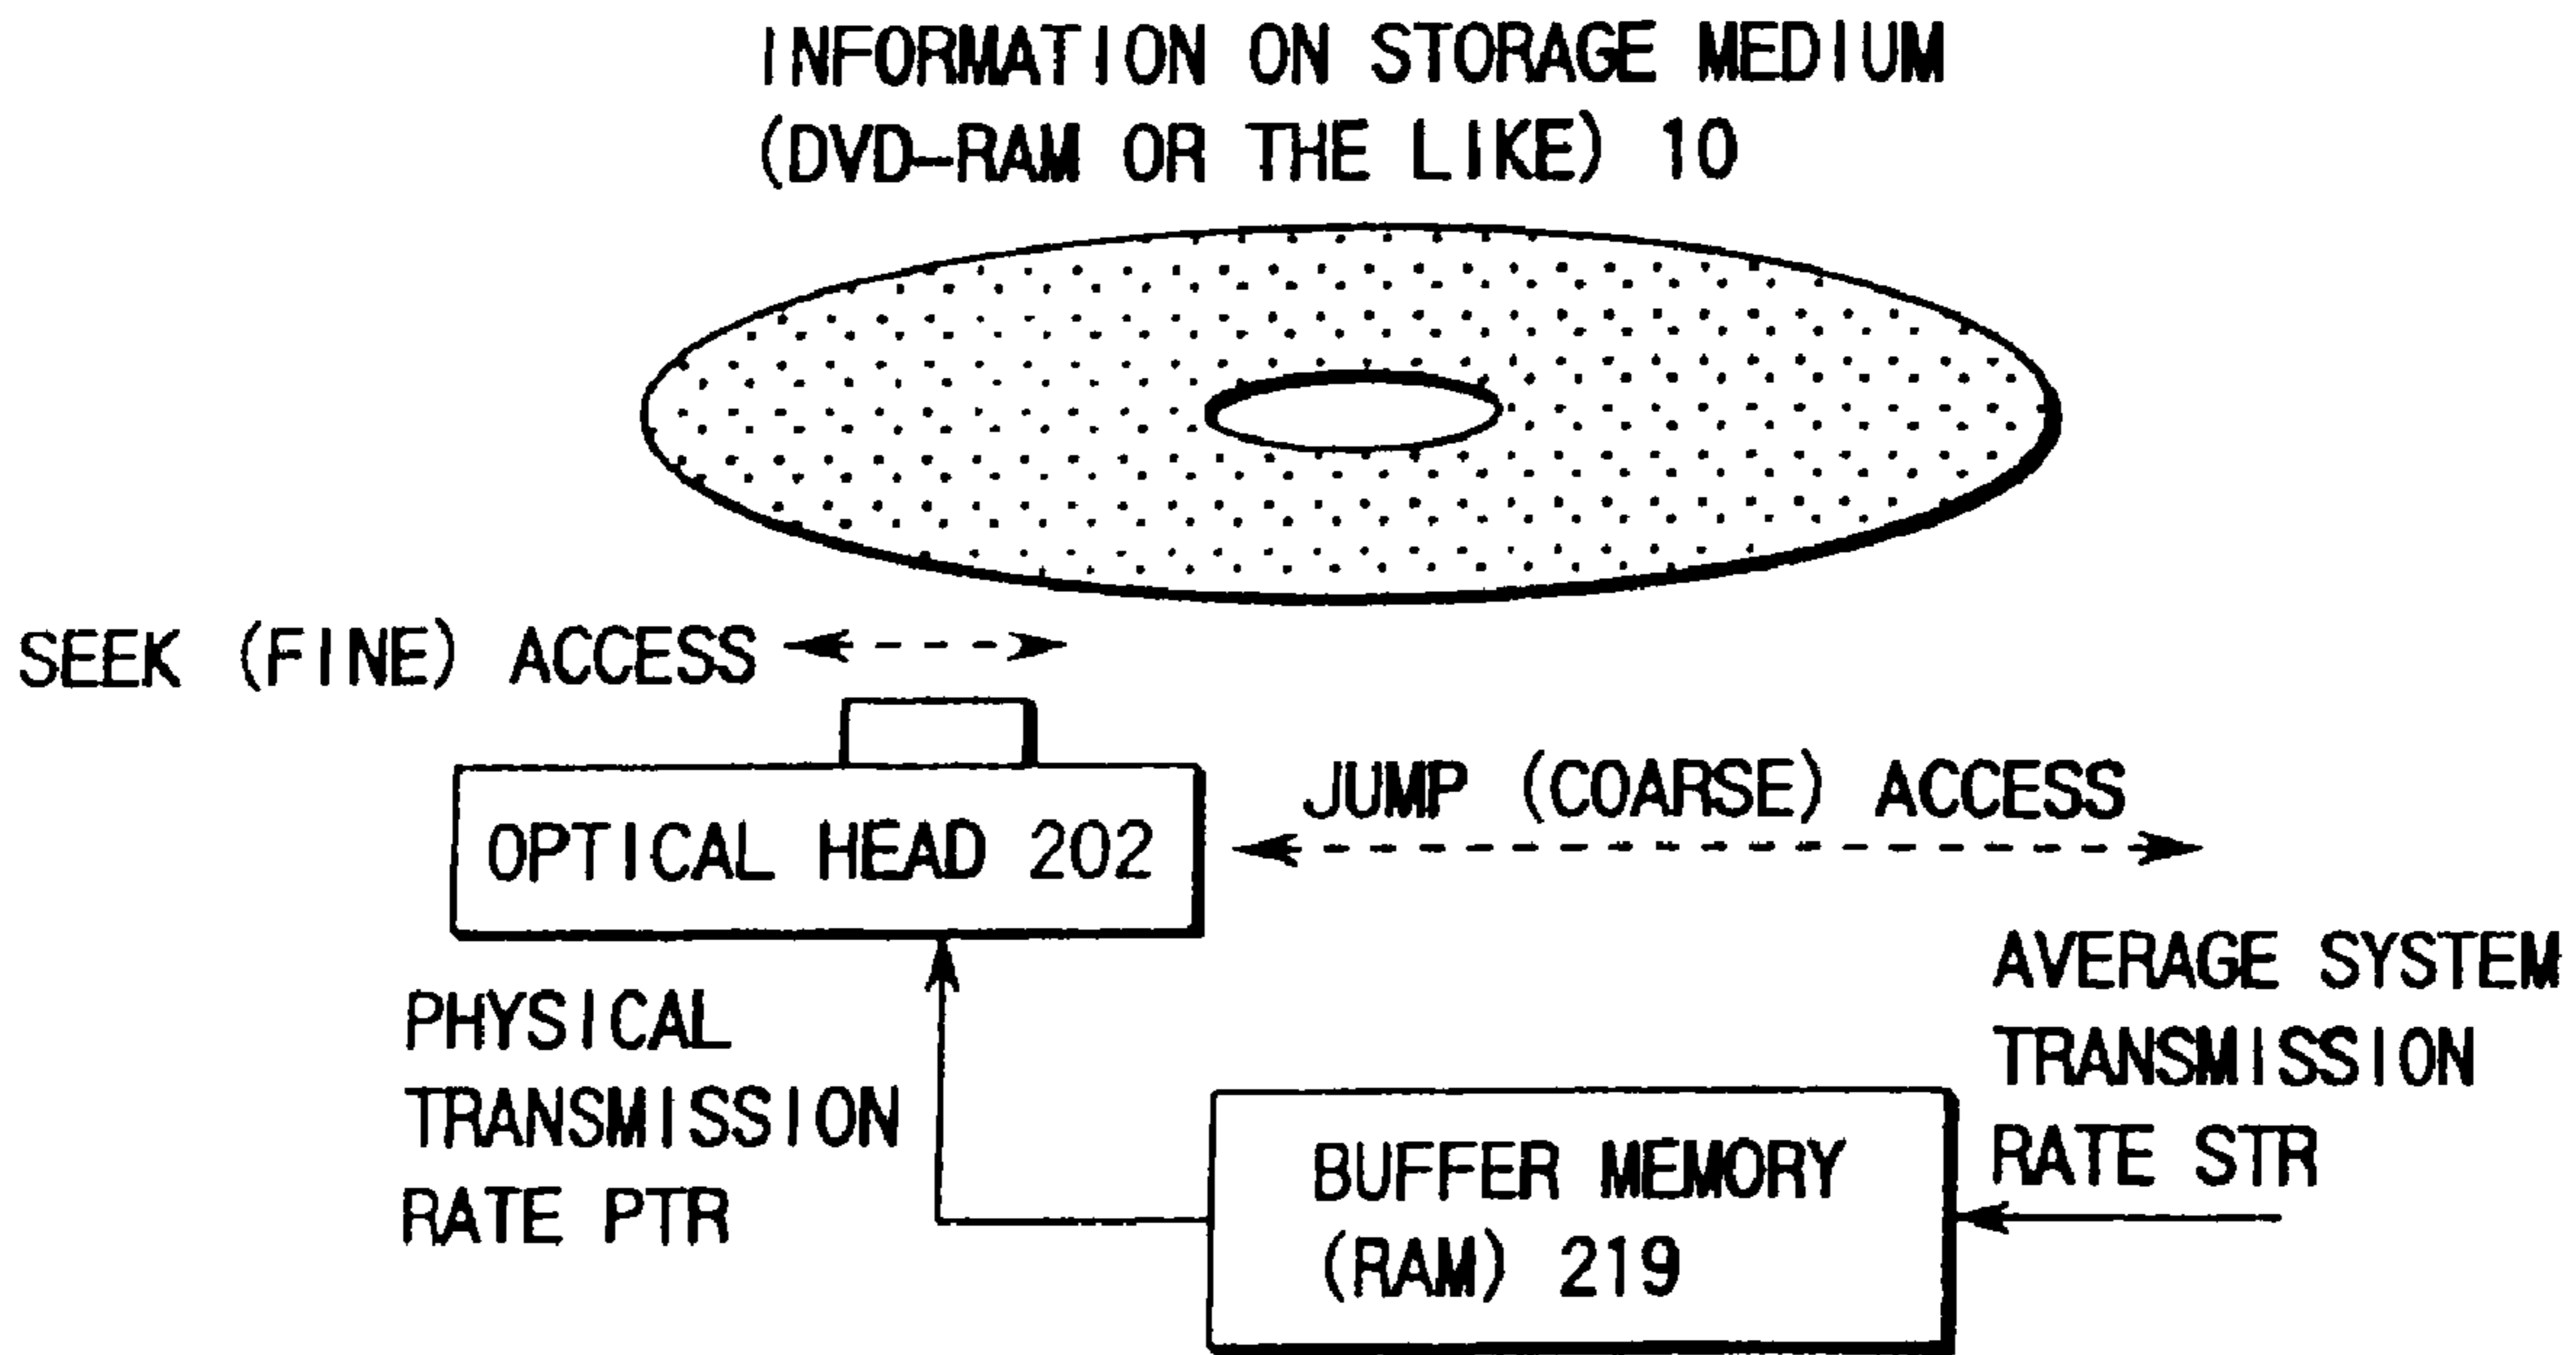 INFORMATION ON STORAGE MEDIUM
(DVD-RAM OR THE LIKE) 10
SEEK (FINE) ACCESS
JUMP (COARSE) ACCESS
OPTICAL HEAD 202
AVERAGE SYSTEM
TRANSMISSION
RATE STR
PHYSICAL
TRANSMISSION
RATE PTR
BUFFER MEMORY
(RAM) 219